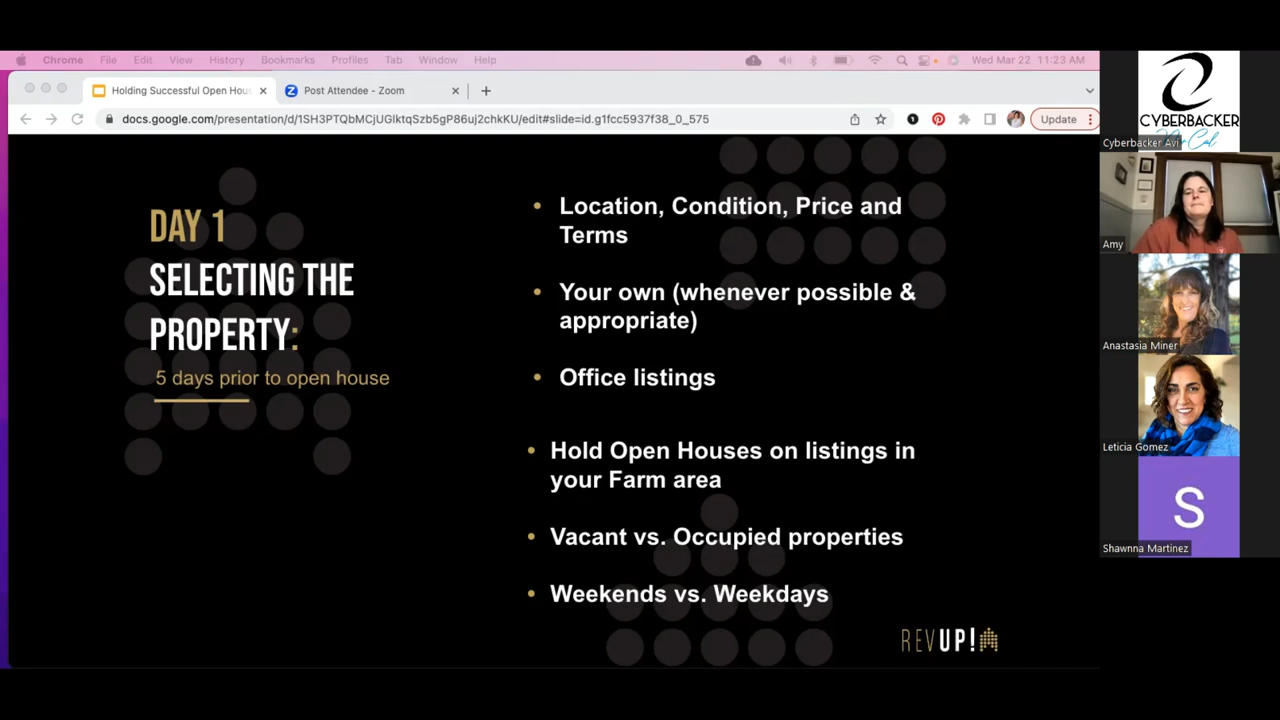 Chrome File Edit View History Bookmarks Profiles Tab Window Help Wed Mar 22 11:23 AM
Holding Successful Open Hous
Post Attendee - Zoom
docs.google.com/presentation/d/1SH3PTQbMCjUGlktqSzb5gP86uj2chkKU/edit#slide=id.g1fcc5937f38_0_575
Update
DAY 1
SELECTING THE
PROPERTY:
5 days prior to open house
• Location, Condition, Price and
Terms
• Your own (whenever possible &
appropriate)
• Office listings
• Hold Open Houses on listings in
your Farm area
• Vacant vs. Occupied properties
• Weekends vs. Weekdays
REVUP!
CYBERBACKER
Cyberbacker Avi
Amy
Anastasia Miner
Leticia Gomez
S
Shawnna Martinez